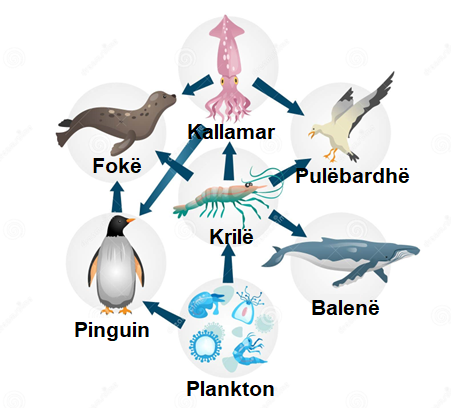 Kallamar
Fokë
Pulëbardhë
Krilë
Balenë
Pinguin
Plankton